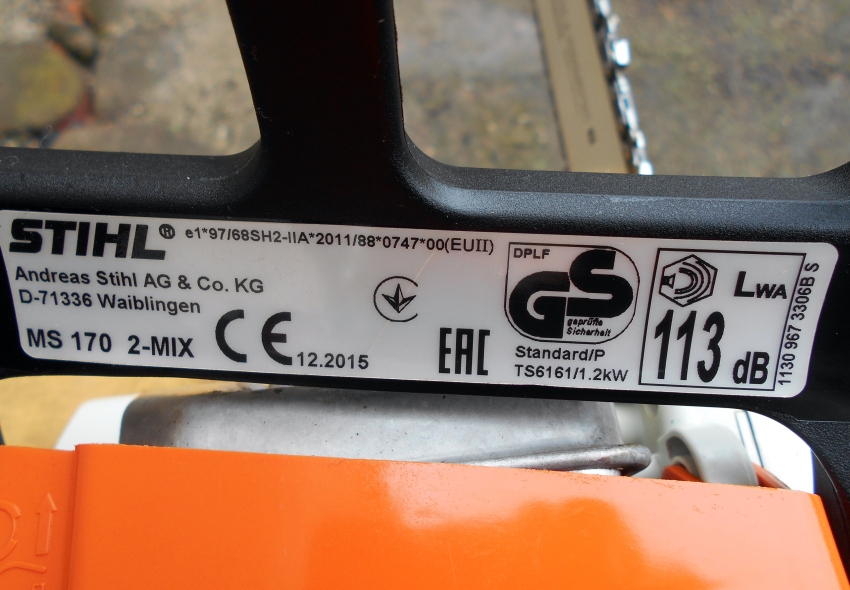 STIHL® e1*97/68SH2-IIA*2011/88*0747*00(EUII)
Andreas Stihl AG & Co. KG
D-71336 Waiblingen
MS 170 2-MIX CE 12.2015
EAC
DPLF
GS
geprüfte
Sicherheit
Standard/P
TS6161/1.2kW
LWA
113 dB
1130 967 3306B S